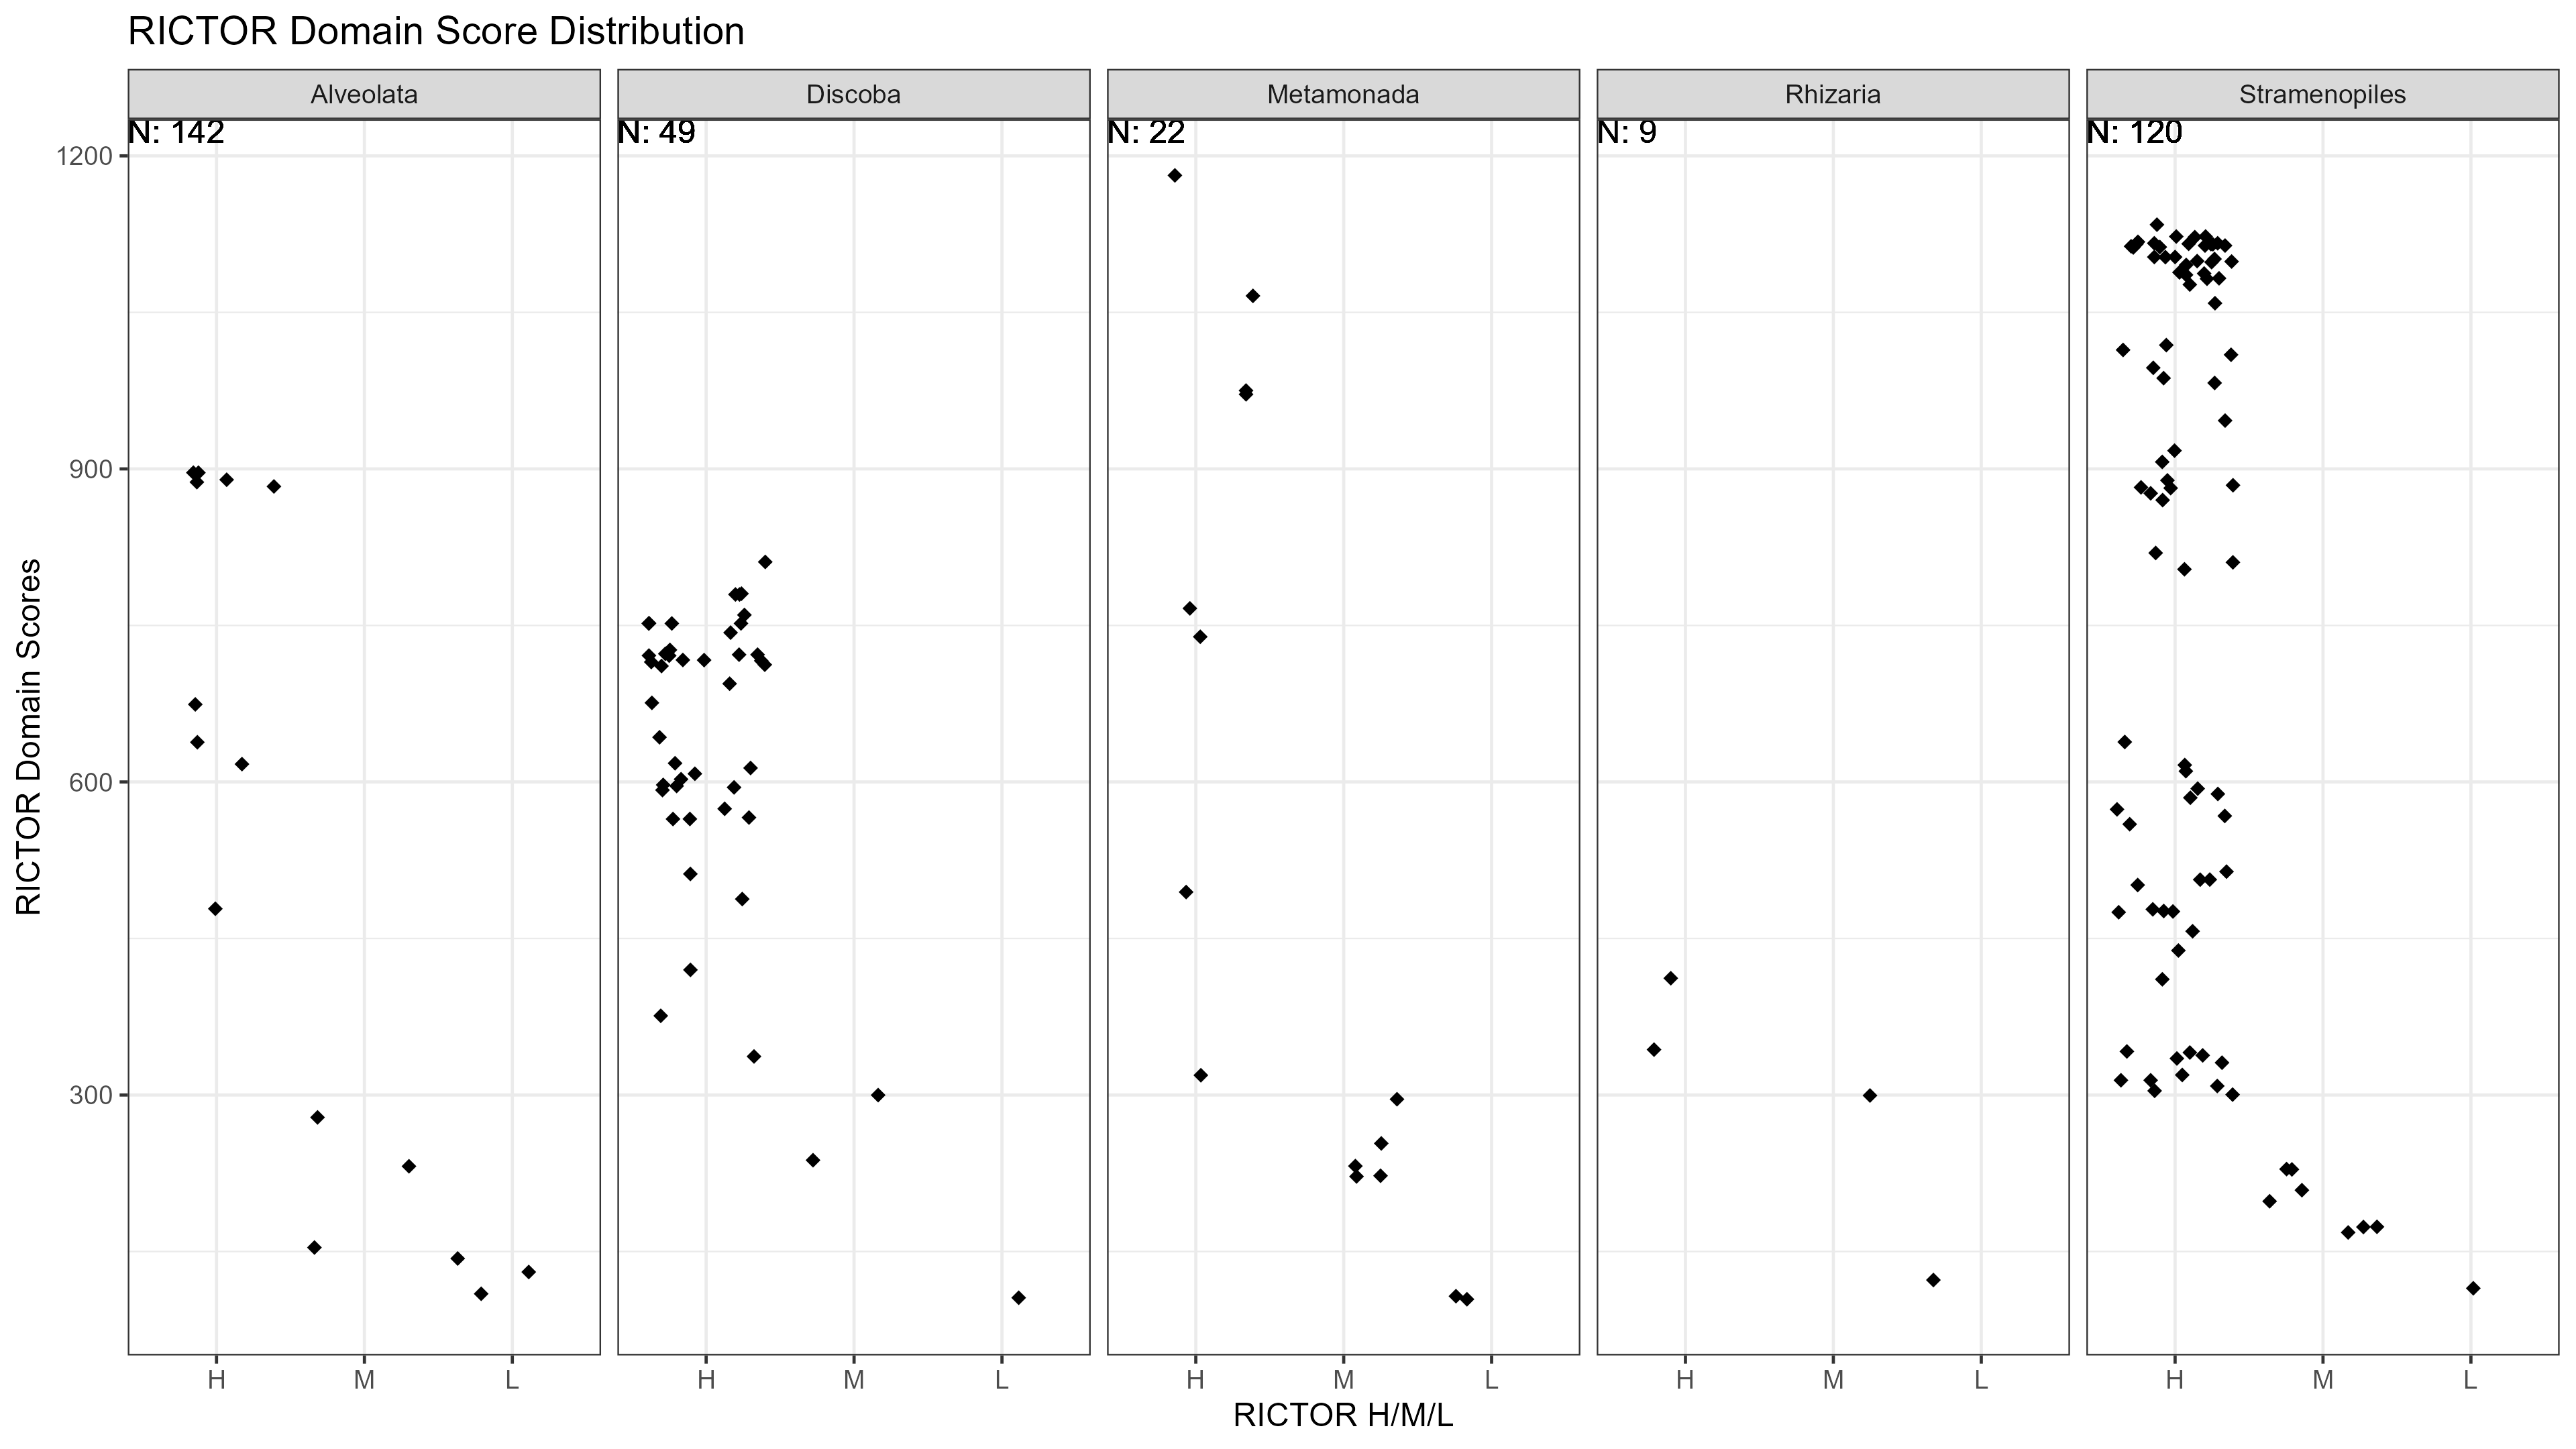 RICTOR Domain Score Distribution
Alveolata
Discoba
Metamonada
Rhizaria
Stramenopiles
N: 142
N: 49
N: 22
N: 9
N: 120
1200
900
600
300
RICTOR Domain Scores
H M L
H M L
H M L
H M L
H M L
RICTOR H/M/L